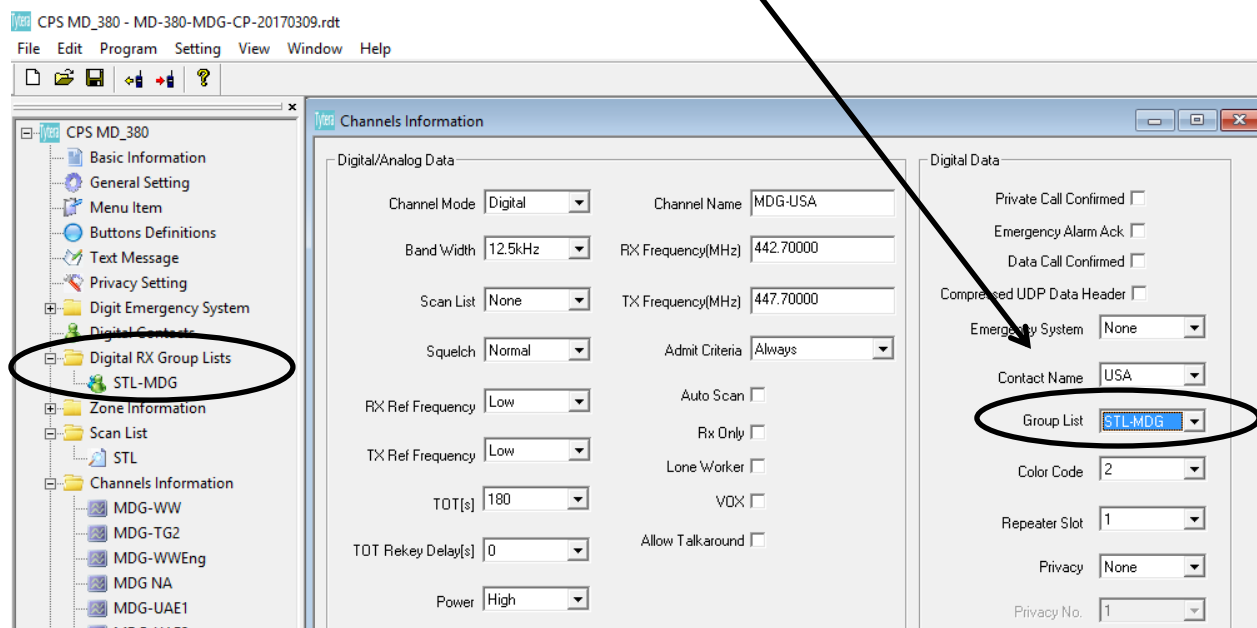 CPS MD_380 - MD-380-MDG-CP-20170309.rdt
File Edit Program Setting View Window Help
CPS MD_380
Basic Information
General Setting
Menu Item
Buttons Definitions
Text Message
Privacy Setting
Digit Emergency System
Digital Contacts
Digital RX Group Lists
STL-MDG
Zone Information
Scan List
STL
Channels Information
MDG-WW
MDG-TG2
MDG-WWEng
MDG NA
MDG-UAE1
Channels Information
Digital/Analog Data
Channel Mode Digital
Band Width 12.5kHz
Scan List None
Squelch Normal
RX Ref Frequency Low
TX Ref Frequency Low
TOT[s] 180
TOT Rekey Delay[s] 0
Power High
Channel Name MDG-USA
RX Frequency(MHz) 442.70000
TX Frequency(MHz) 447.70000
Admit Criteria Always
Auto Scan
Rx Only
Lone Worker
VOX
Allow Talkaround
Digital Data
Private Call Confirmed
Emergency Alarm Ack
Data Call Confirmed
Compressed UDP Data Header
Emergency System None
Contact Name USA
Group List STL-MDG
Color Code 2
Repeater Slot 1
Privacy None
Privacy No. 1